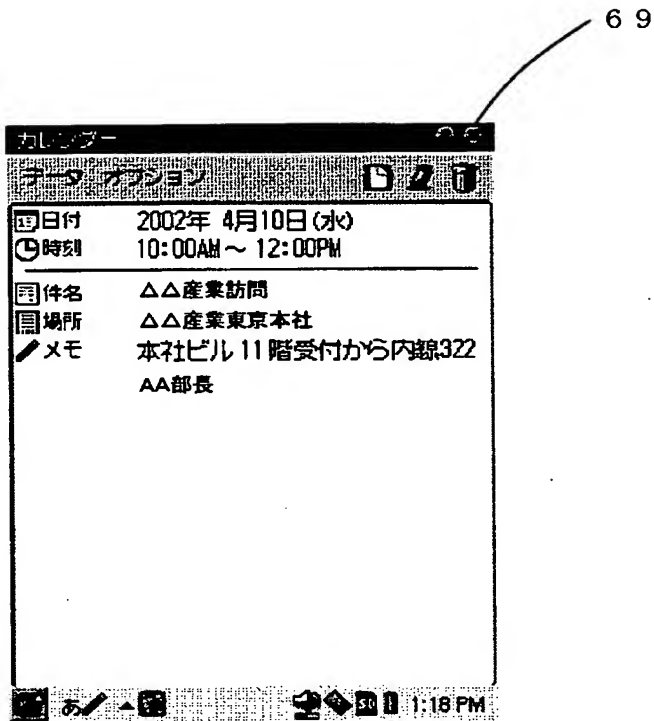 ６９
カレンダー
データ オプション
日付 2002年 4月10日(水)
時刻 10:00AM～12:00PM
件名 △△産業訪問
場所 △△産業東京本社
メモ 本社ビル11階受付から内線322
AA部長
あ 1:18 PM